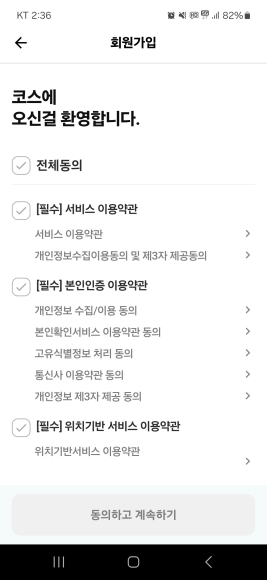 KT 2:36
82%
회원가입
코스에
오신걸 환영합니다.
전체동의
[필수] 서비스 이용약관
서비스 이용약관
개인정보수집이용동의 및 제3자 제공동의
[필수] 본인인증 이용약관
개인정보 수집/이용 동의
본인확인서비스 이용약관 동의
고유식별정보 처리 동의
통신사 이용약관 동의
개인정보 제3자 제공 동의
[필수] 위치기반 서비스 이용약관
위치기반서비스 이용약관
동의하고 계속하기